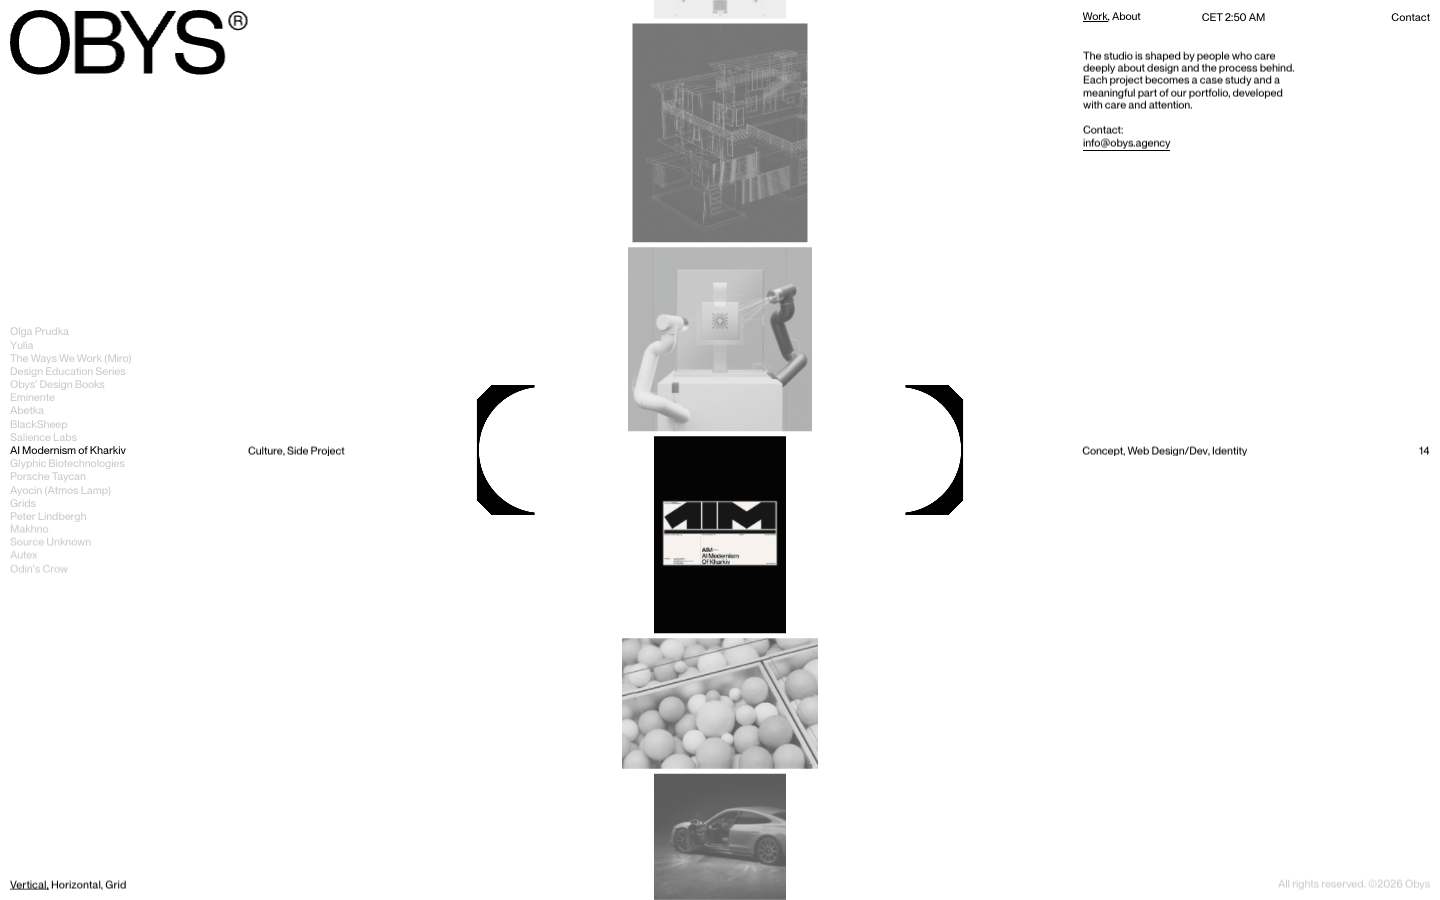 OBYS®
Work, About
CET 2:50 AM
Contact
The studio is shaped by people who care
deeply about design and the process behind.
Each project becomes a case study and a
meaningful part of our portfolio, developed
with care and attention.
Contact:
info@obys.agency
Olga Prudka
Yulia
The Ways We Work (Miro)
Design Education Series
Obys' Design Books
Eminente
Abetka
BlackSheep
Salience Labs
AI Modernism of Kharkiv
Culture, Side Project
Concept, Web Design/Dev, Identity
14
Glyphic Biotechnologies
Porsche Taycan
Ayocin (Atmos Lamp)
Grids
Peter Lindbergh
Makhno
Source Unknown
Autex
Odin's Crow
AIM
AIM—
AI Modernism
Of Kharkiv
Vertical, Horizontal, Grid
All rights reserved. ©2026 Obys